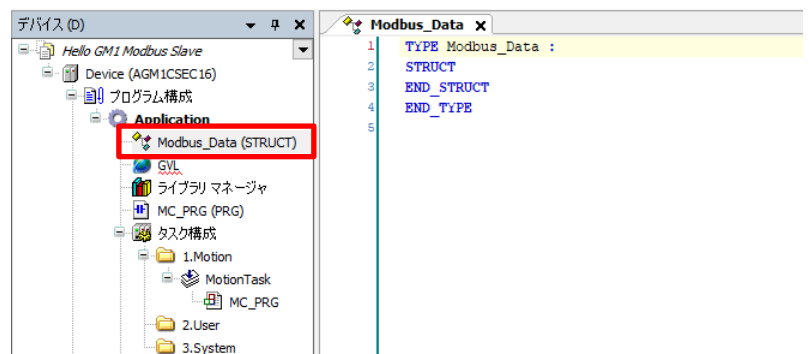 デバイス (D)
Hello GM1 Modbus Slave
Device (AGM1CSEC16)
プログラム構成
Application
Modbus_Data (STRUCT)
GVL
ライブラリ マネージャ
MC_PRG (PRG)
タスク構成
1.Motion
MotionTask
MC_PRG
2.User
3.System
Modbus_Data X
1 TYPE Modbus_Data :
2 STRUCT
3 END_STRUCT
4 END_TYPE
5